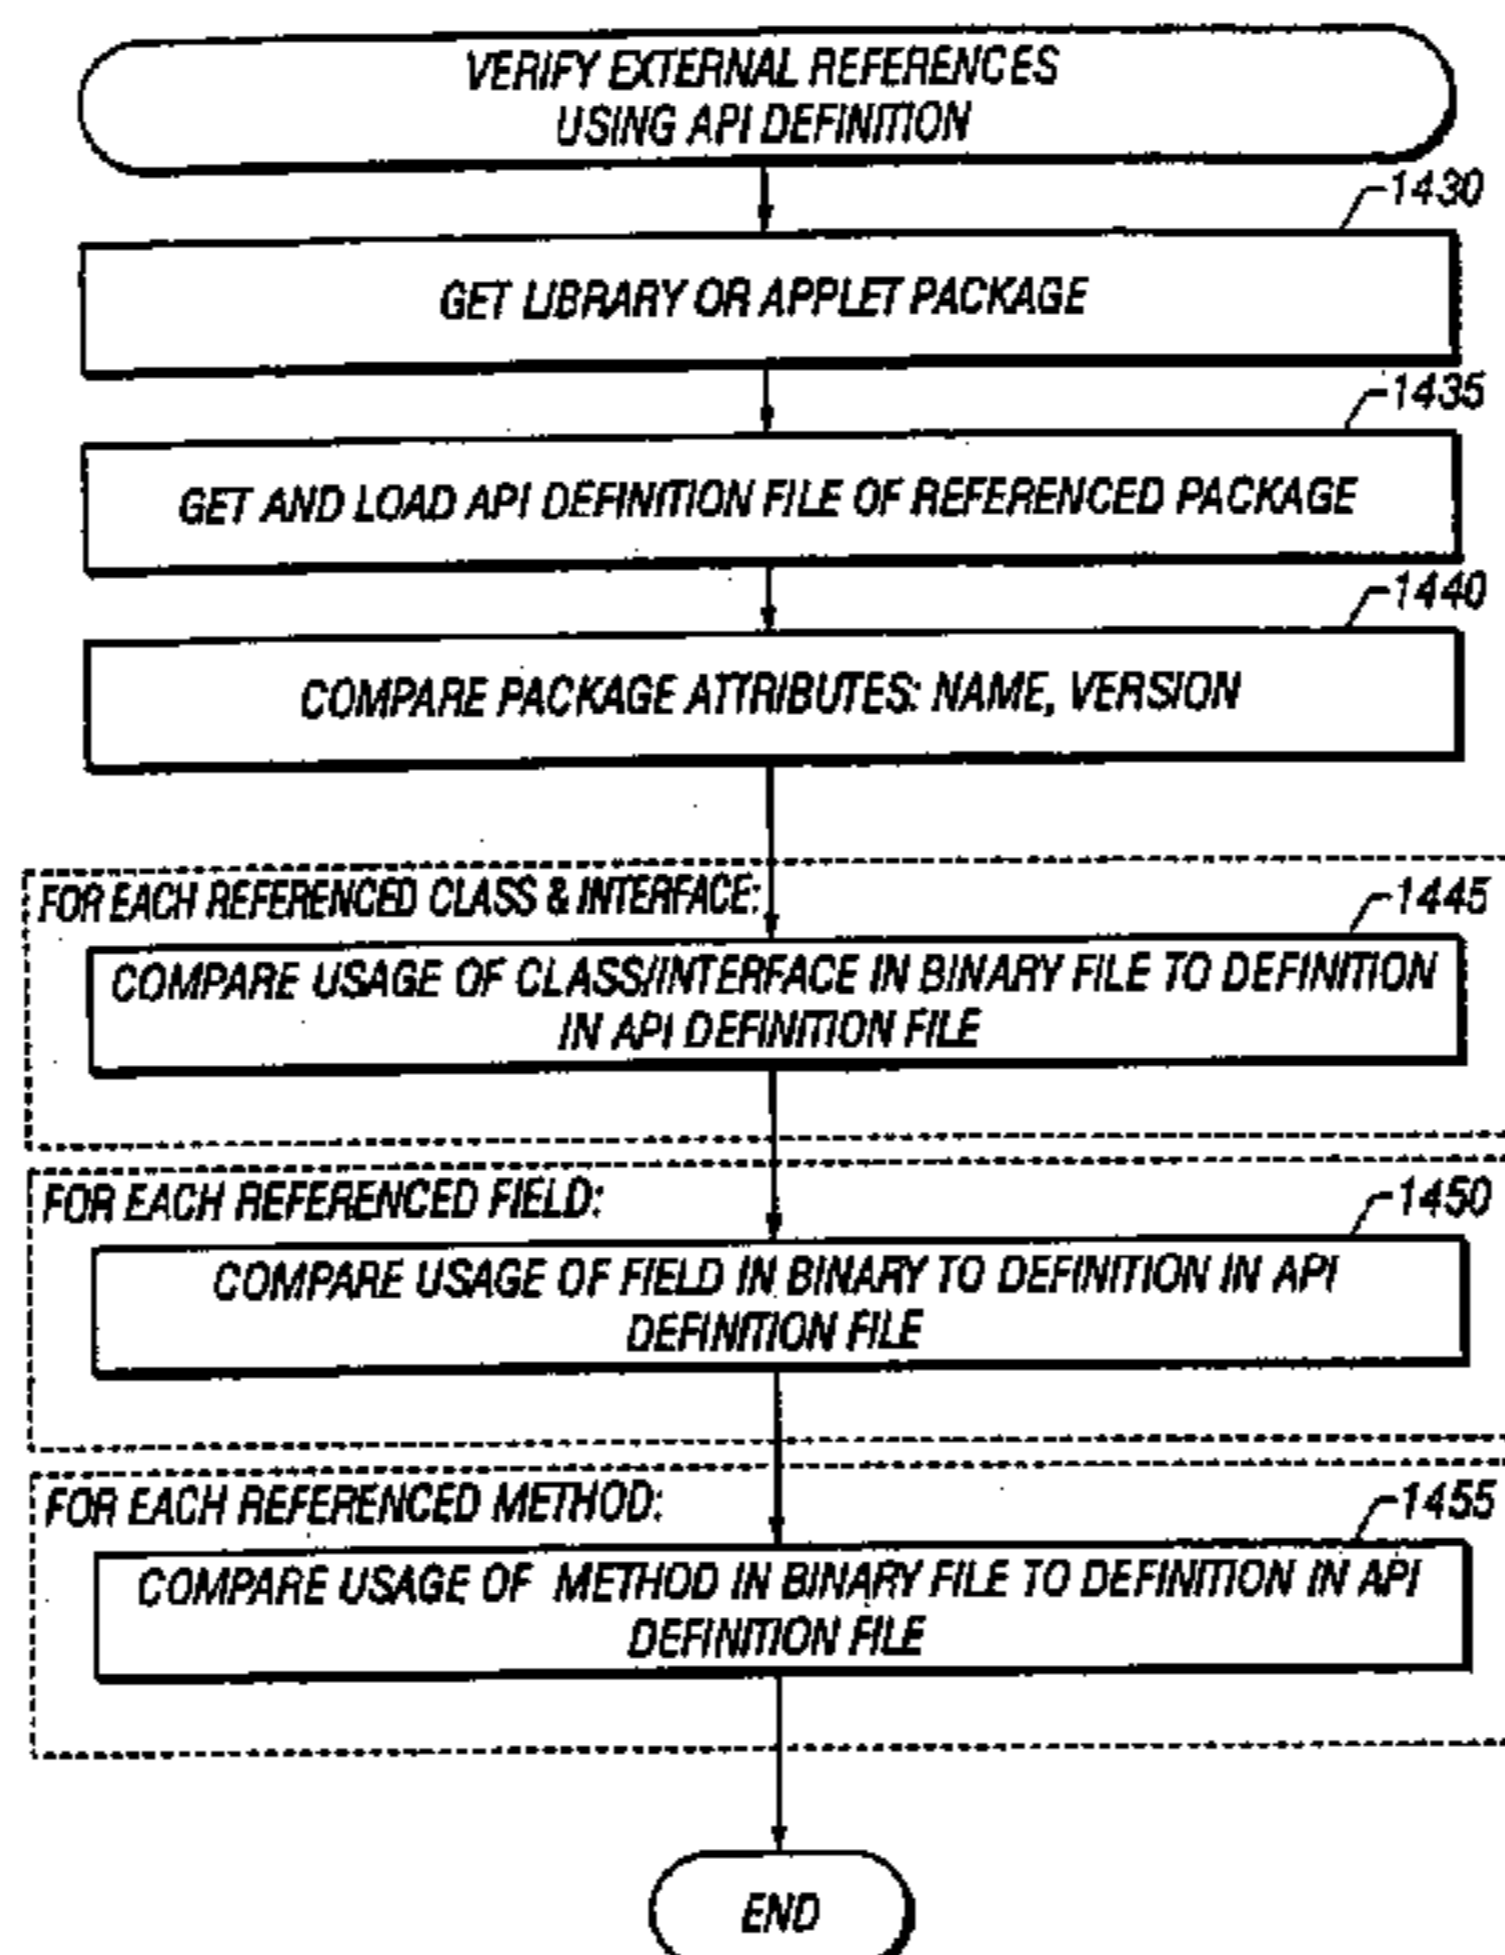 VERIFY EXTERNAL REFERENCES
USING API DEFINITION
1430
GET LIBRARY OR APPLET PACKAGE
1435
GET AND LOAD API DEFINITION FILE OF REFERENCED PACKAGE
1440
COMPARE PACKAGE ATTRIBUTES: NAME, VERSION
FOR EACH REFERENCED CLASS & INTERFACE:
1445
COMPARE USAGE OF CLASS/INTERFACE IN BINARY FILE TO DEFINITION
IN API DEFINITION FILE
FOR EACH REFERENCED FIELD:
1450
COMPARE USAGE OF FIELD IN BINARY TO DEFINITION IN API
DEFINITION FILE
FOR EACH REFERENCED METHOD:
1455
COMPARE USAGE OF METHOD IN BINARY FILE TO DEFINITION IN API
DEFINITION FILE
END